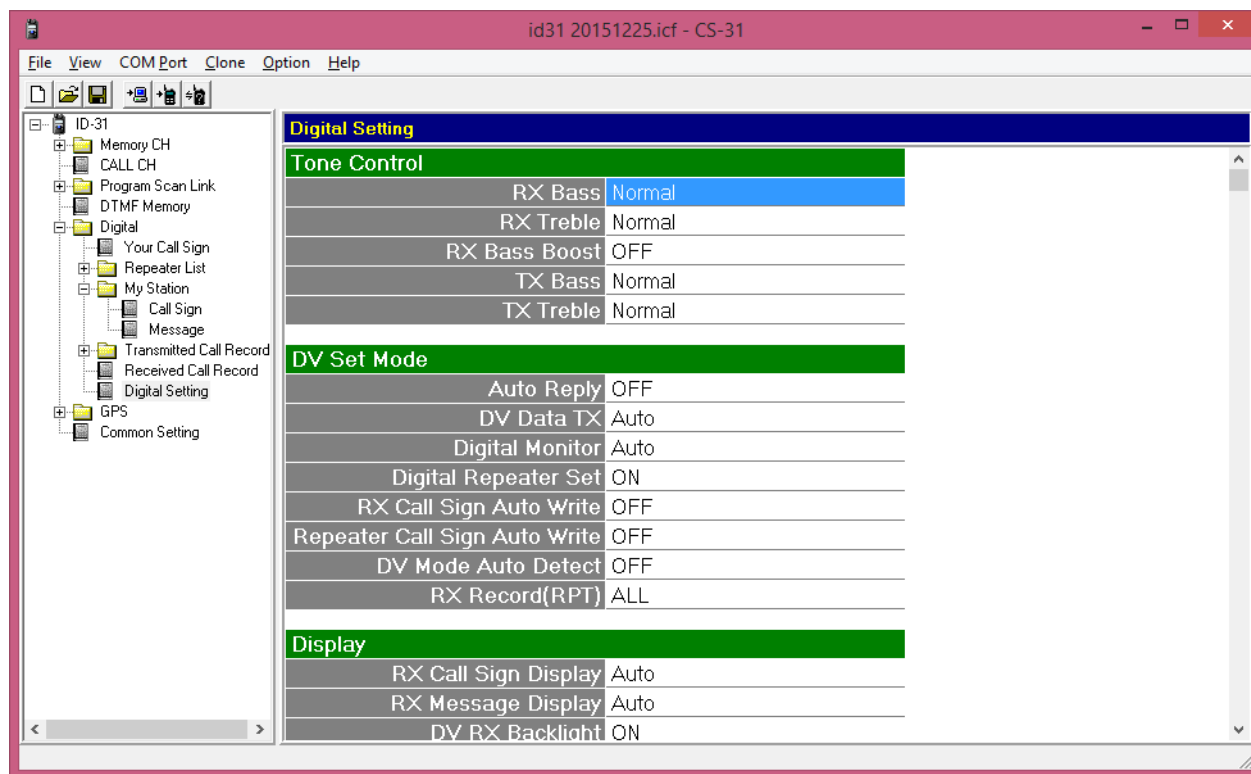 id31 20151225.icf - CS-31
File View COM Port Clone Option Help
ID-31
Memory CH
CALL CH
Program Scan Link
DTMF Memory
Digital
Your Call Sign
Repeater List
My Station
Call Sign
Message
Transmitted Call Record
Received Call Record
Digital Setting
GPS
Common Setting
Digital Setting
Tone Control
RX Bass Normal
RX Treble Normal
RX Bass Boost OFF
TX Bass Normal
TX Treble Normal
DV Set Mode
Auto Reply OFF
DV Data TX Auto
Digital Monitor Auto
Digital Repeater Set ON
RX Call Sign Auto Write OFF
Repeater Call Sign Auto Write OFF
DV Mode Auto Detect OFF
RX Record(RPT) ALL
Display
RX Call Sign Display Auto
RX Message Display Auto
DV RX Backlight ON